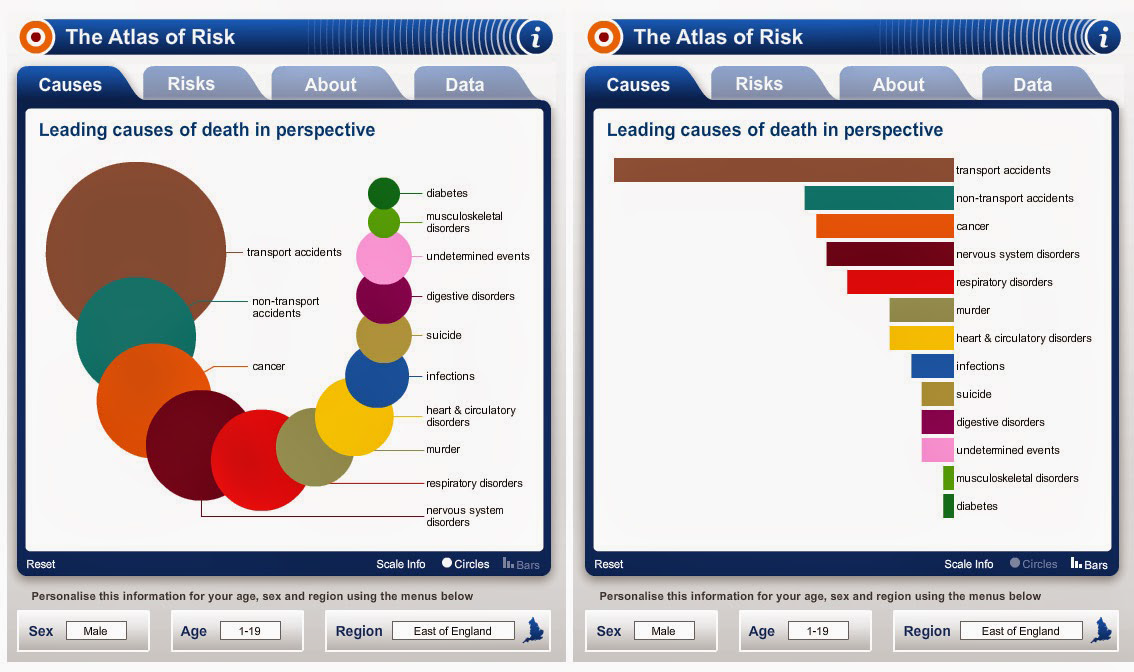 The Atlas of Risk
i
Causes
Risks
About
Data
Leading causes of death in perspective
diabetes
musculoskeletal
disorders
transport accidents
undetermined events
digestive disorders
non-transport
accidents
suicide
cancer
infections
heart & circulatory
disorders
murder
respiratory disorders
nervous system
disorders
Reset
Scale Info
Circles
Bars
Personalise this information for your age, sex and region using the menus below
Sex Male
Age 1-19
Region East of England
The Atlas of Risk
i
Causes
Risks
About
Data
Leading causes of death in perspective
transport accidents
non-transport accidents
cancer
nervous system disorders
respiratory disorders
murder
heart & circulatory disorders
infections
suicide
digestive disorders
undetermined events
musculoskeletal disorders
diabetes
Reset
Scale Info
Circles
Bars
Personalise this information for your age, sex and region using the menus below
Sex Male
Age 1-19
Region East of England